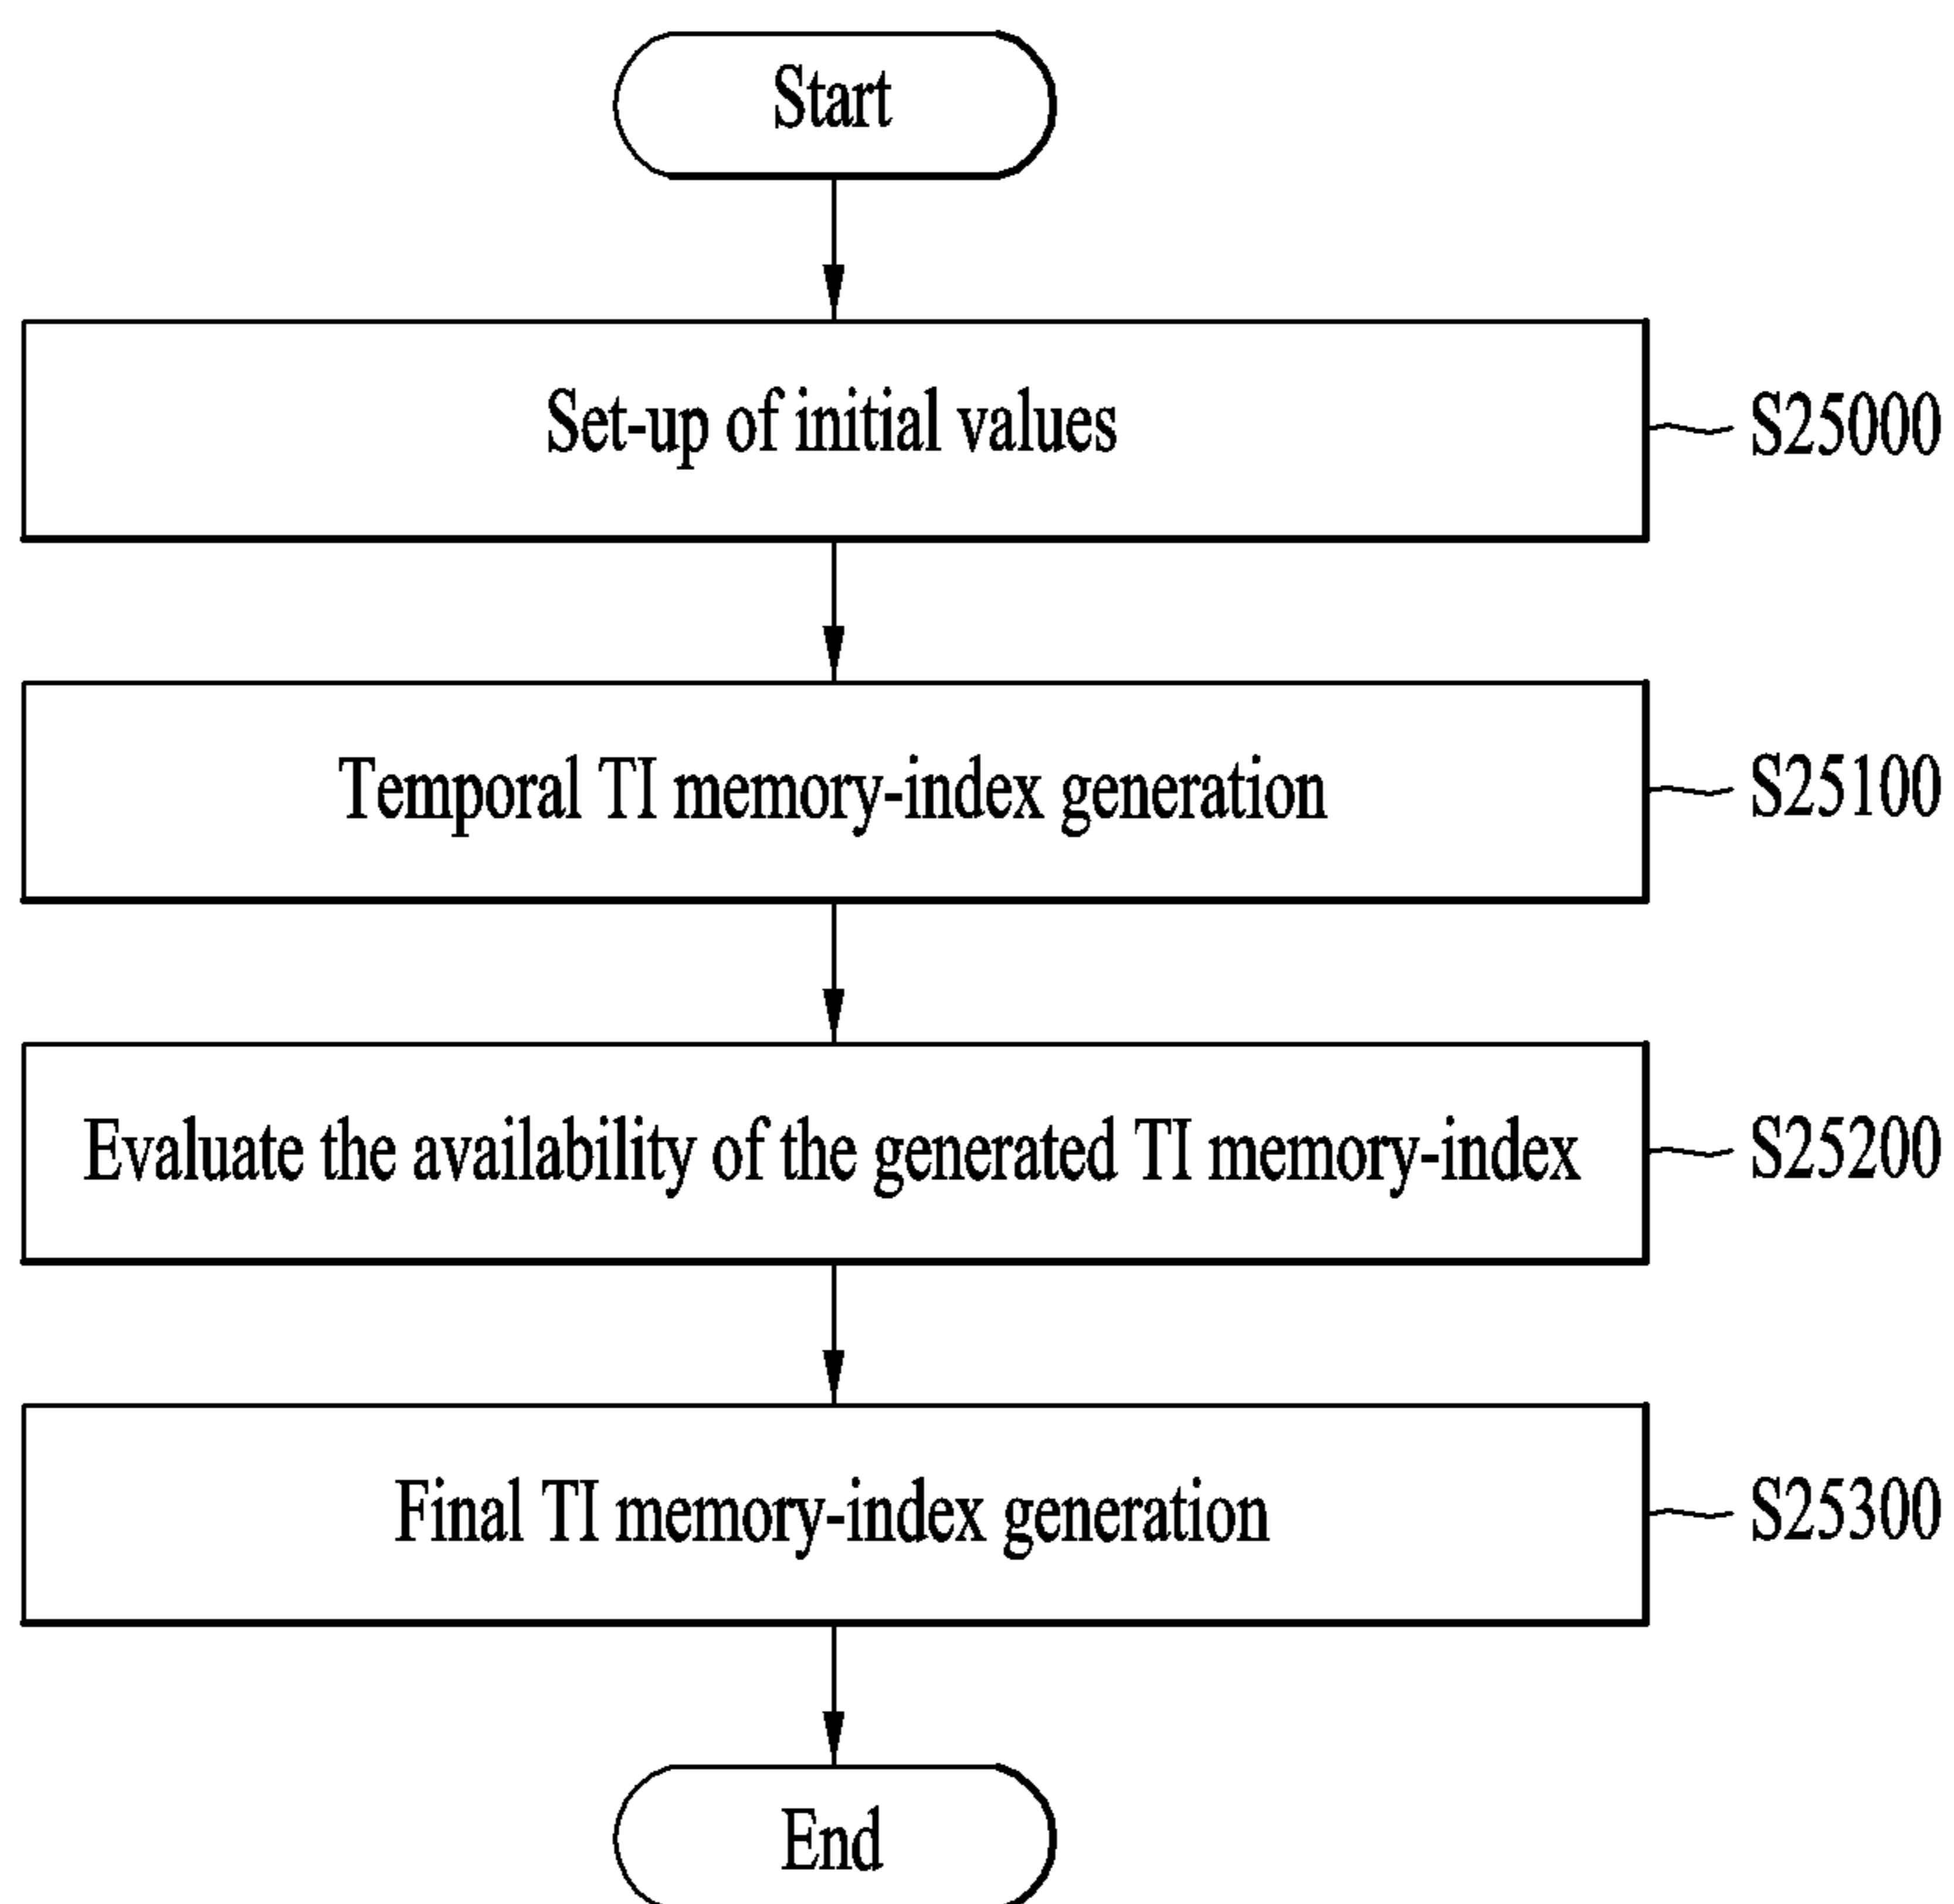 Start
Set-up of initial values
S25000
Temporal TI memory-index generation
S25100
Evaluate the availability of the generated TI memory-index
S25200
Final TI memory-index generation
S25300
End